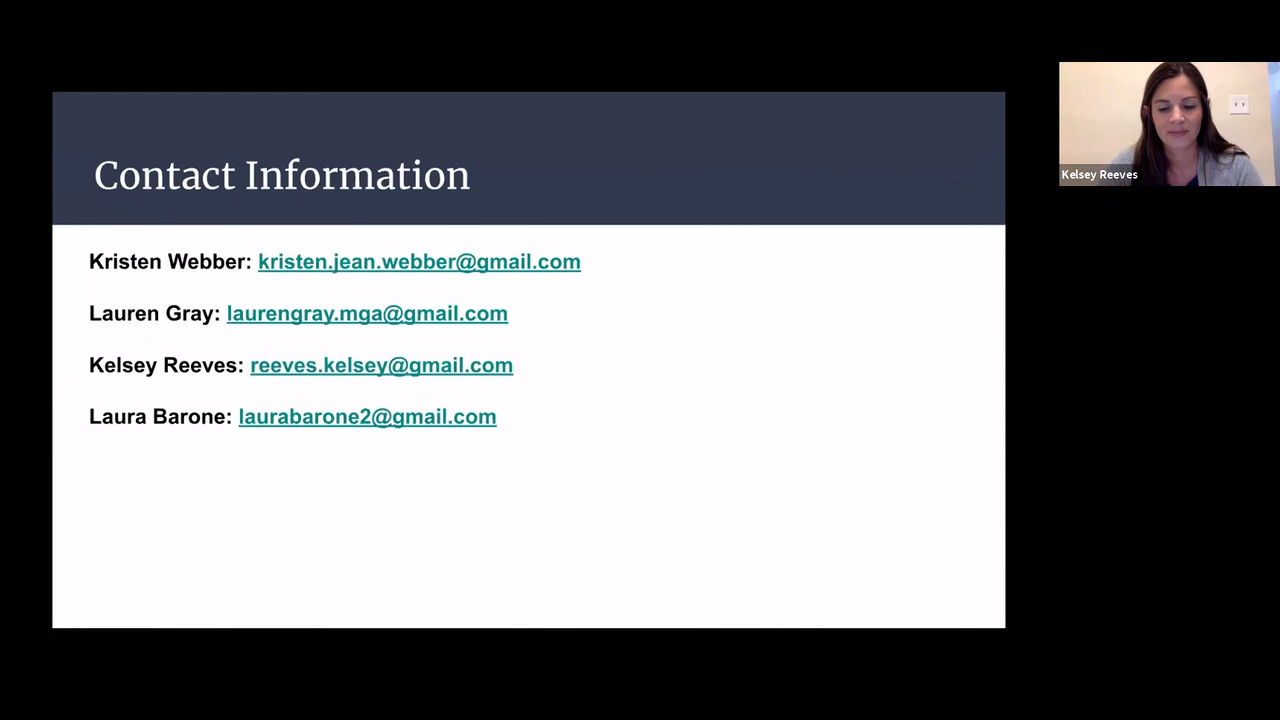 Contact Information
Kelsey Reeves
Kristen Webber: kristen.jean.webber@gmail.com
Lauren Gray: laurengray.mga@gmail.com
Kelsey Reeves: reeves.kelsey@gmail.com
Laura Barone: laurabarone2@gmail.com